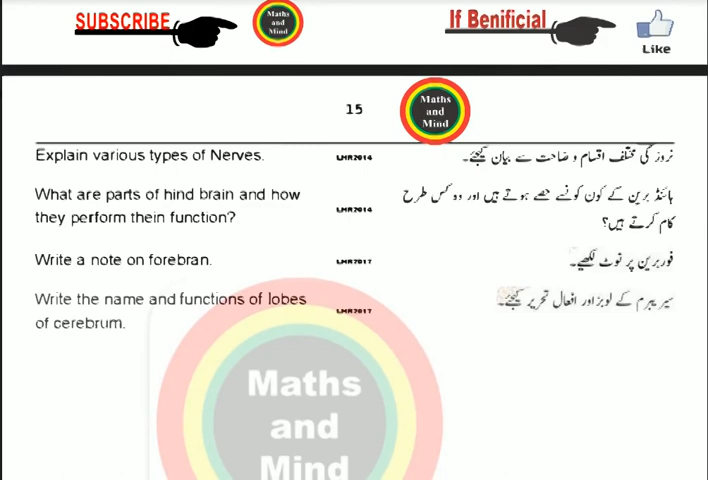 SUBSCRIBE
Maths
and
Mind
If Benificial
Like
15
Maths
and
Mind
Explain various types of Nerves.
LHR2014
نروز کی مختلف اقسام وضاحت سے بیان کیجئے۔
What are parts of hind brain and how
they perform thein function?
LHR2014
ہائنڈ برین کے کون کونسے حصے ہوتے ہیں اور وہ کس طرح
کام کرتے ہیں؟
Write a note on forebran.
LHR2017
فوربرین پر نوٹ لکھیے۔
Write the name and functions of lobes
of cerebrum.
LHR2017
سیریبرم کے لوبز اور افعال تحریر کیجئے۔
Maths
and
Mind